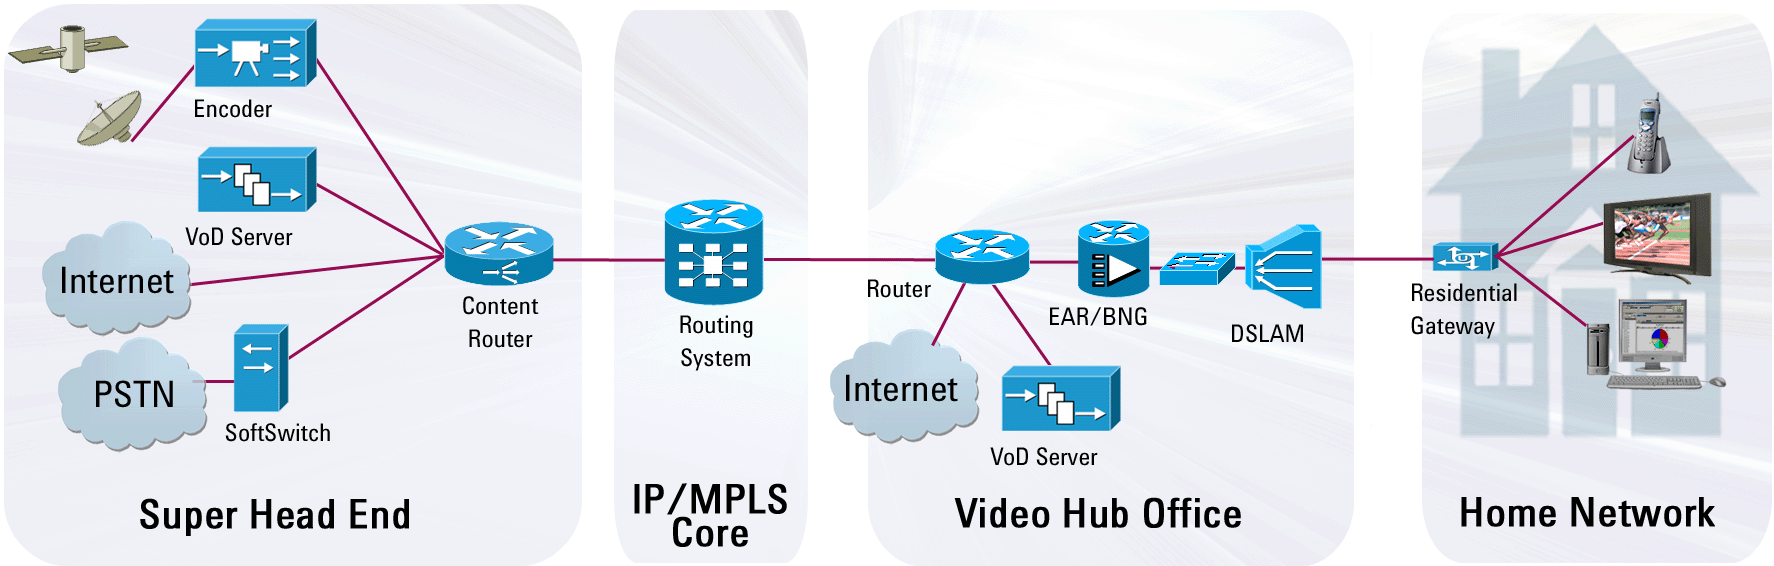 Encoder
VoD Server
Internet
PSTN
SoftSwitch
Content
Router
Super Head End
Routing
System
IP/MPLS
Core
Router
Internet
VoD Server
EAR/BNG
DSLAM
Video Hub Office
Residential
Gateway
Home Network